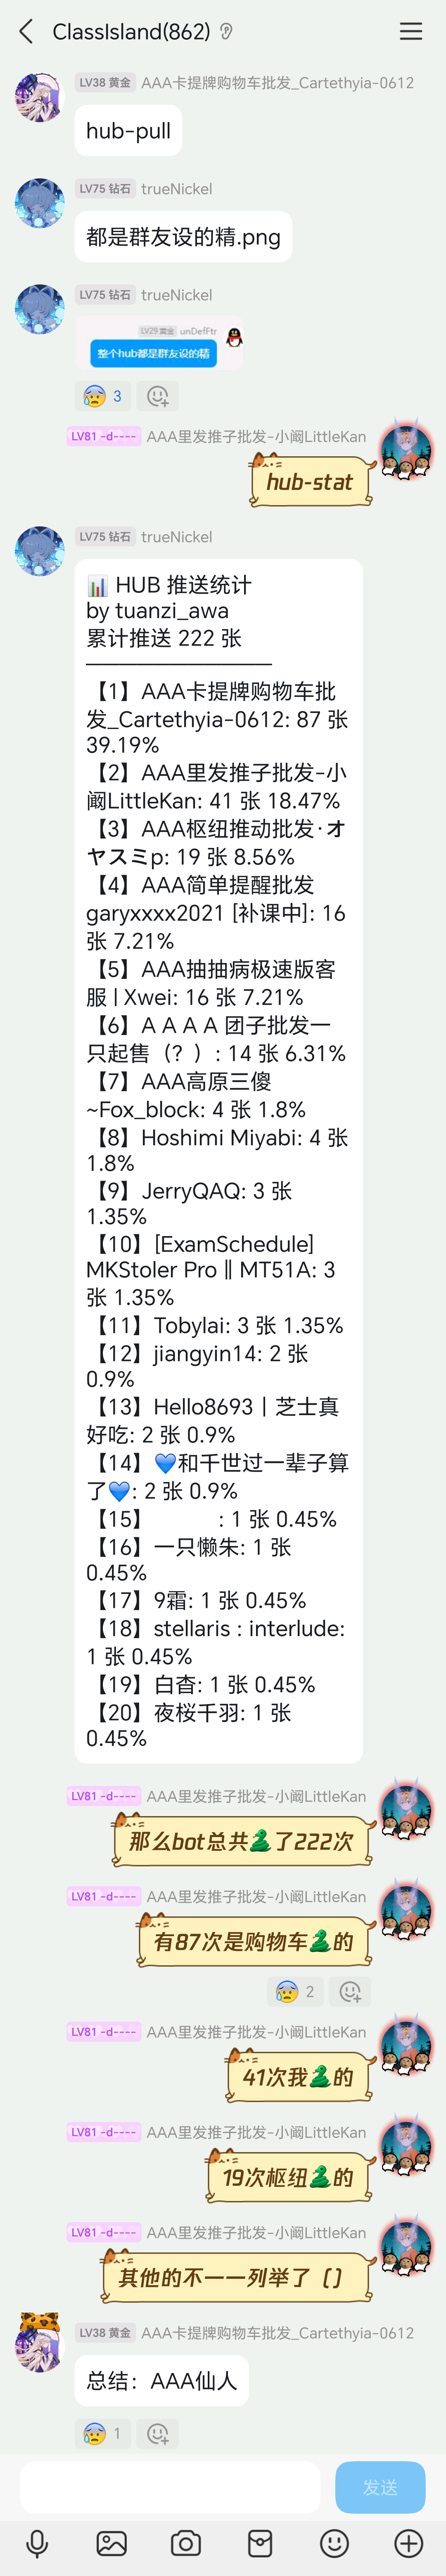 ClassIsland(862)
LV38 黄金 AAA卡提牌购物车批发_Cartethyia-0612
hub-pull
LV75 钻石 trueNickel
都是群友设的精.png
LV75 钻石 trueNickel
LV29 黄金 unDefFtr
整个hub都是群友设的精
3
LV81 -d---- AAA里发推子批发-小阚LittleKan
hub-stat
LV75 钻石 trueNickel
📊 HUB 推送统计
by tuanzi_awa
累计推送 222 张
————————————
【1】AAA卡提牌购物车批
发_Cartethyia-0612: 87 张
39.19%
【2】AAA里发推子批发-小
阚LittleKan: 41 张 18.47%
【3】AAA枢纽推动批发·オ
ヤスミp: 19 张 8.56%
【4】AAA简单提醒批发
garyxxxx2021 [补课中]: 16
张 7.21%
【5】AAA抽抽病极速版客
服 | Xwei: 16 张 7.21%
【6】A A A A 团子批发一
只起售（？）: 14 张 6.31%
【7】AAA高原三傻
~Fox_block: 4 张 1.8%
【8】Hoshimi Miyabi: 4 张
1.8%
【9】JerryQAQ: 3 张
1.35%
【10】[ExamSchedule]
MKStoler Pro ‖ MT51A: 3
张 1.35%
【11】Tobylai: 3 张 1.35%
【12】jiangyin14: 2 张
0.9%
【13】Hello8693丨芝士真
好吃: 2 张 0.9%
【14】💙和千世过一辈子算
了💙: 2 张 0.9%
【15】 : 1 张 0.45%
【16】一只懒朱: 1 张
0.45%
【17】9霜: 1 张 0.45%
【18】stellaris : interlude:
1 张 0.45%
【19】白杳: 1 张 0.45%
【20】夜桜千羽: 1 张
0.45%
LV81 -d---- AAA里发推子批发-小阚LittleKan
那么bot总共🐍了222次
LV81 -d---- AAA里发推子批发-小阚LittleKan
有87次是购物车🐍的
2
LV81 -d---- AAA里发推子批发-小阚LittleKan
41次我🐍的
LV81 -d---- AAA里发推子批发-小阚LittleKan
19次枢纽🐍的
LV81 -d---- AAA里发推子批发-小阚LittleKan
其他的不一一列举了（）
LV38 黄金 AAA卡提牌购物车批发_Cartethyia-0612
总结：AAA仙人
1
发送